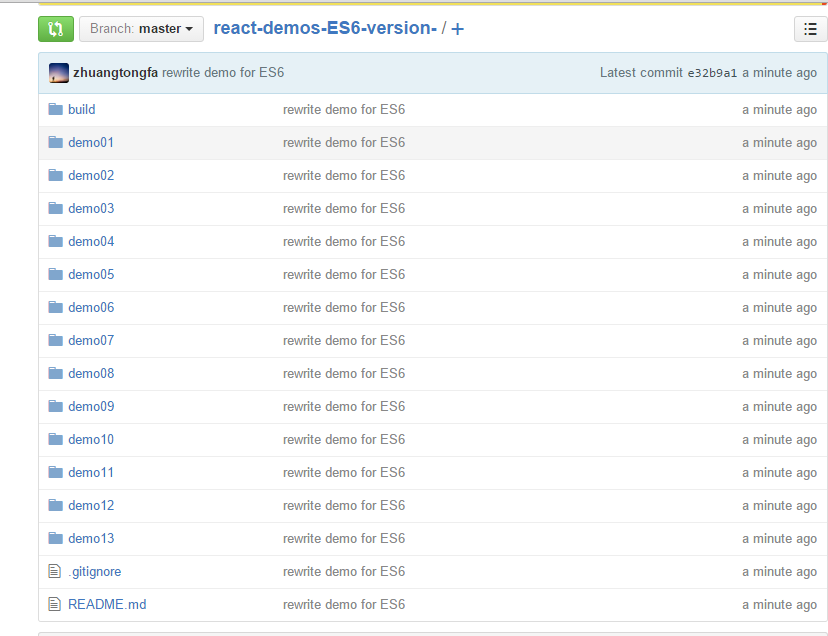 Branch: master react-demos-ES6-version- / +
zhuangtongfa rewrite demo for ES6 Latest commit e32b9a1 a minute ago
build rewrite demo for ES6 a minute ago
demo01 rewrite demo for ES6 a minute ago
demo02 rewrite demo for ES6 a minute ago
demo03 rewrite demo for ES6 a minute ago
demo04 rewrite demo for ES6 a minute ago
demo05 rewrite demo for ES6 a minute ago
demo06 rewrite demo for ES6 a minute ago
demo07 rewrite demo for ES6 a minute ago
demo08 rewrite demo for ES6 a minute ago
demo09 rewrite demo for ES6 a minute ago
demo10 rewrite demo for ES6 a minute ago
demo11 rewrite demo for ES6 a minute ago
demo12 rewrite demo for ES6 a minute ago
demo13 rewrite demo for ES6 a minute ago
.gitignore rewrite demo for ES6 a minute ago
README.md rewrite demo for ES6 a minute ago